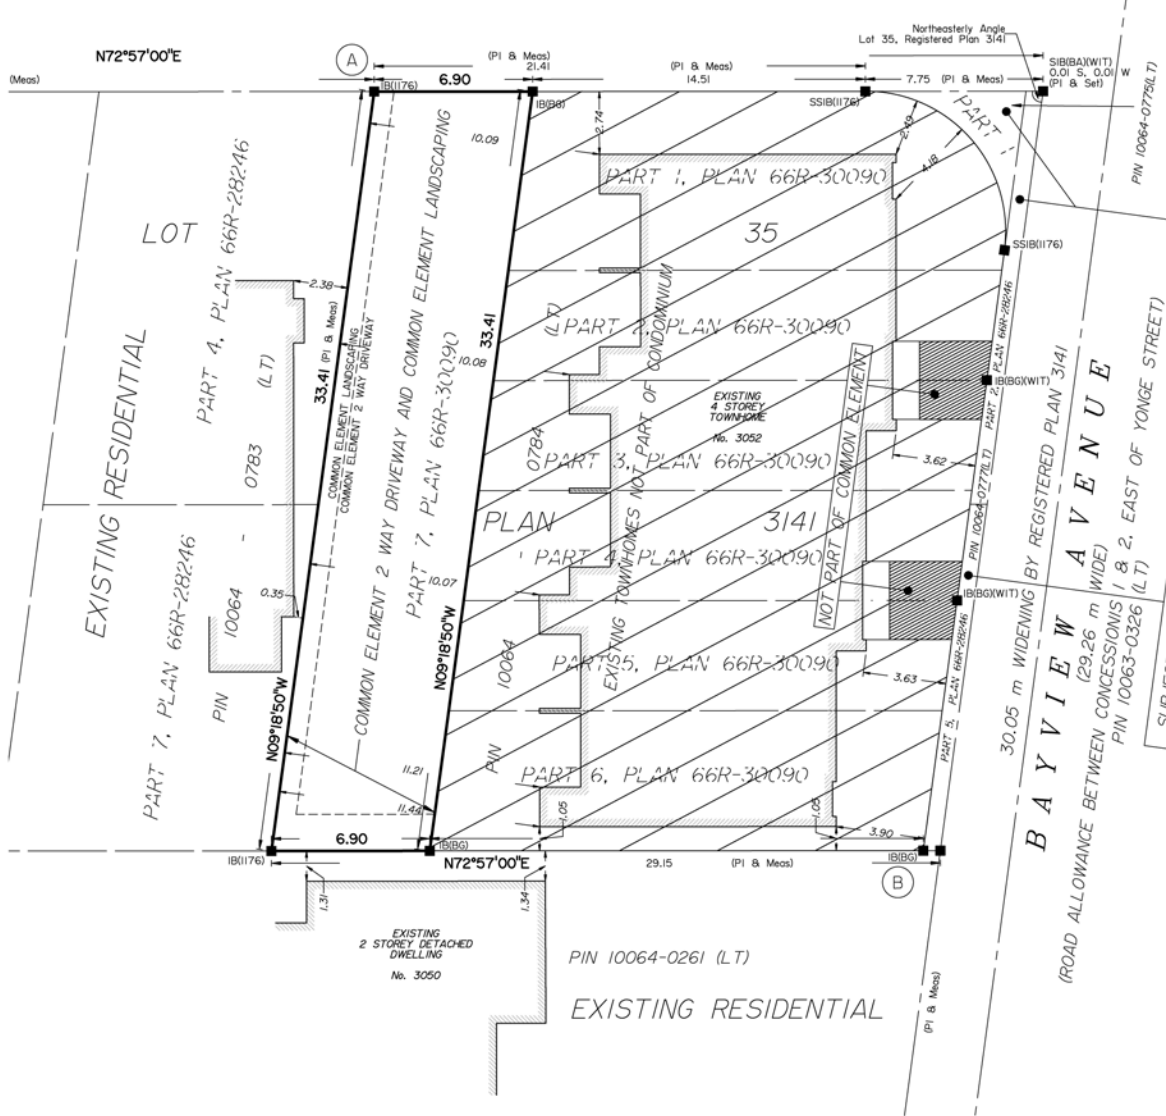 N72°57'00"E
(Meas)
A
(P1 & Meas)
21.41
6.90
(P1 & Meas)
14.51
7.75 (P1 & Meas)
Northeasterly Angle
Lot 35, Registered Plan 3141
SIB(BA)(WIT)
0.01 S, 0.01 W
(P1 & Set)
IB(1176)
IB(BG)
SSIB(1176)
PART 1
PIN 10064-0775(LT)
2.74
2.49
4.18
10.09
LOT
PART 4, PLAN 66R-28246
PART 1, PLAN 66R-30090
35
SSIB(1176)
2.38
33.41 (P1 & Meas)
COMMON ELEMENT LANDSCAPING
COMMON ELEMENT 2 WAY DRIVEWAY
COMMON ELEMENT 2 WAY DRIVEWAY AND COMMON ELEMENT LANDSCAPING
PART 7, PLAN 66R-30090
33.41
10.08
(LT)
PART 2, PLAN 66R-30090
EXISTING RESIDENTIAL
(LT)
0783
-
10064
PIN
EXISTING
4 STOREY
TOWNHOME
No. 3052
NOT PART OF COMMON ELEMENT
IB(BG)(WIT)
PART 2, PLAN 66R-28246
0784
PART 3, PLAN 66R-30090
3.62
EXISTING TOWNHOMES NOT PART OF CONDOMINIUM
PLAN
3141
PIN 10064-0777(LT)
PART 4, PLAN 66R-30090
10.07
0.35
IB(BG)(WIT)
PART 7, PLAN 66R-28246
N09°18'50"W
N09°18'50"W
10064
PIN
PART 5, PLAN 66R-30090
3.63
PART 5, PLAN 66R-28246
30.05 m WIDENING BY REGISTERED PLAN 3141
BAYVIEW AVENUE
(29.26 m WIDE)
(ROAD ALLOWANCE BETWEEN CONCESSIONS 1 & 2, EAST OF YONGE STREET)
PIN 10063-0326 (LT)
11.21
11.44
PART 6, PLAN 66R-30090
1.05
1.05
3.90
6.90
IB(1176)
IB(BG)
N72°57'00"E
29.15
(P1 & Meas)
IB(BG)
B
1.31
1.34
EXISTING
2 STOREY DETACHED
DWELLING
No. 3050
PIN 10064-0261 (LT)
EXISTING RESIDENTIAL
(P1 & Meas)